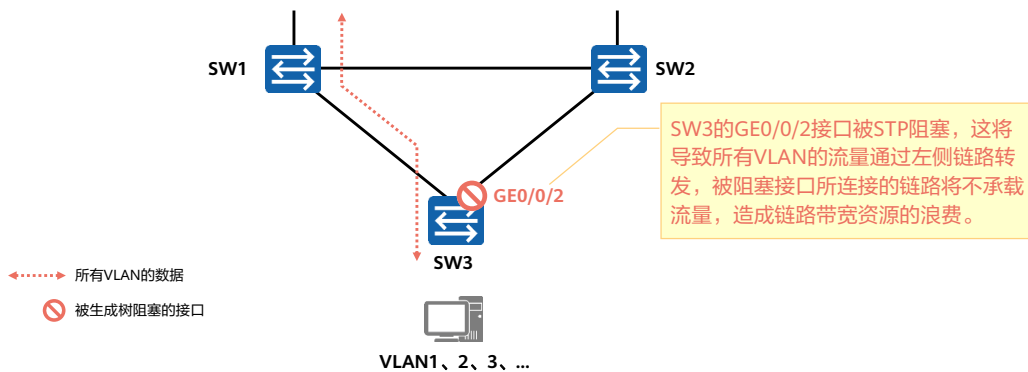 SW1
SW2
SW3的GE0/0/2接口被STP阻塞，这将
导致所有VLAN的流量通过左侧链路转
发，被阻塞接口所连接的链路将不承载
流量，造成链路带宽资源的浪费。
GE0/0/2
SW3
所有VLAN的数据
被生成树阻塞的接口
VLAN1、2、3、...